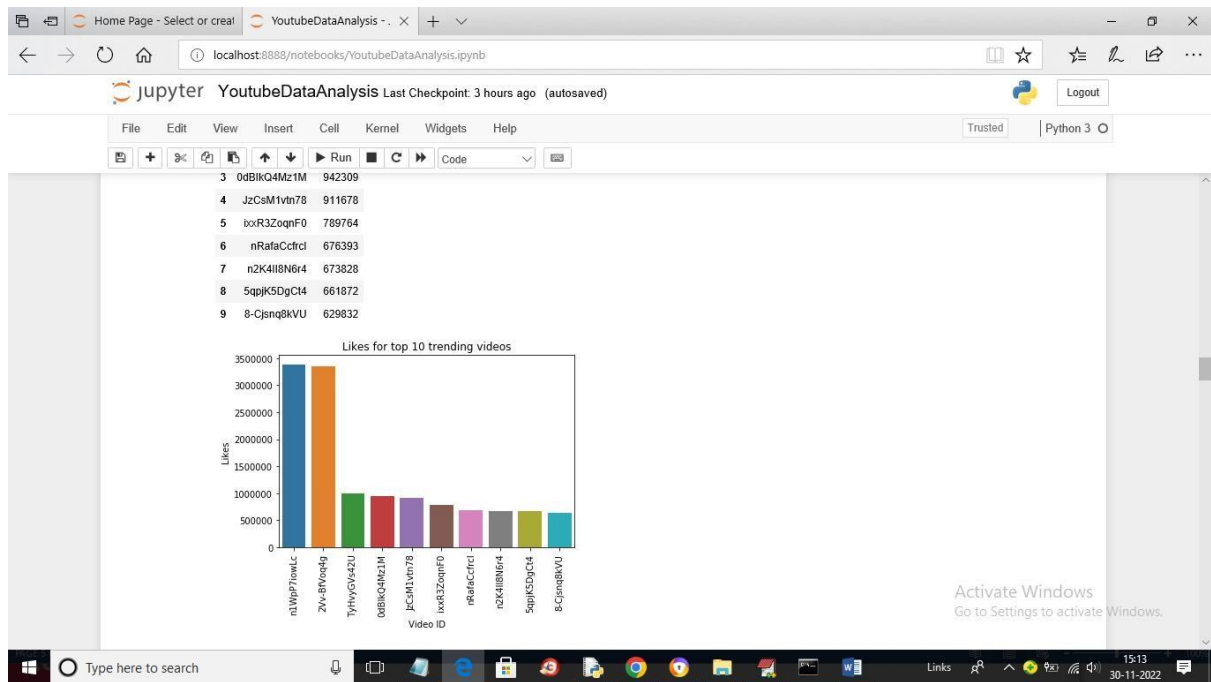 Home Page - Select or creat
YoutubeDataAnalysis - .
localhost:8888/notebooks/YoutubeDataAnalysis.ipynb
jupyter YoutubeDataAnalysis Last Checkpoint: 3 hours ago (autosaved)
Logout
File Edit View Insert Cell Kernel Widgets Help
Trusted Python 3
Run Code
3 0dBIkQ4Mz1M 942309
4 JzCsM1vtn78 911678
5 ixxR3ZoqnF0 789764
6 nRafaCcfrcI 676393
7 n2K4II8N6r4 673828
8 5qpjK5DgCt4 661872
9 8-Cjsnq8kVU 629832
Likes for top 10 trending videos
3500000
3000000
2500000
2000000
1500000
1000000
500000
0
Likes
n1WpP7iowLc
2Vv-BfVoq4g
TyHvyGVs42U
0dBIkQ4Mz1M
JzCsM1vtn78
ixxR3ZoqnF0
nRafaCcfrcI
n2K4II8N6r4
5qpjK5DgCt4
8-Cjsnq8kVU
Video ID
Activate Windows
Go to Settings to activate Windows.
Type here to search
Links
15:13
30-11-2022